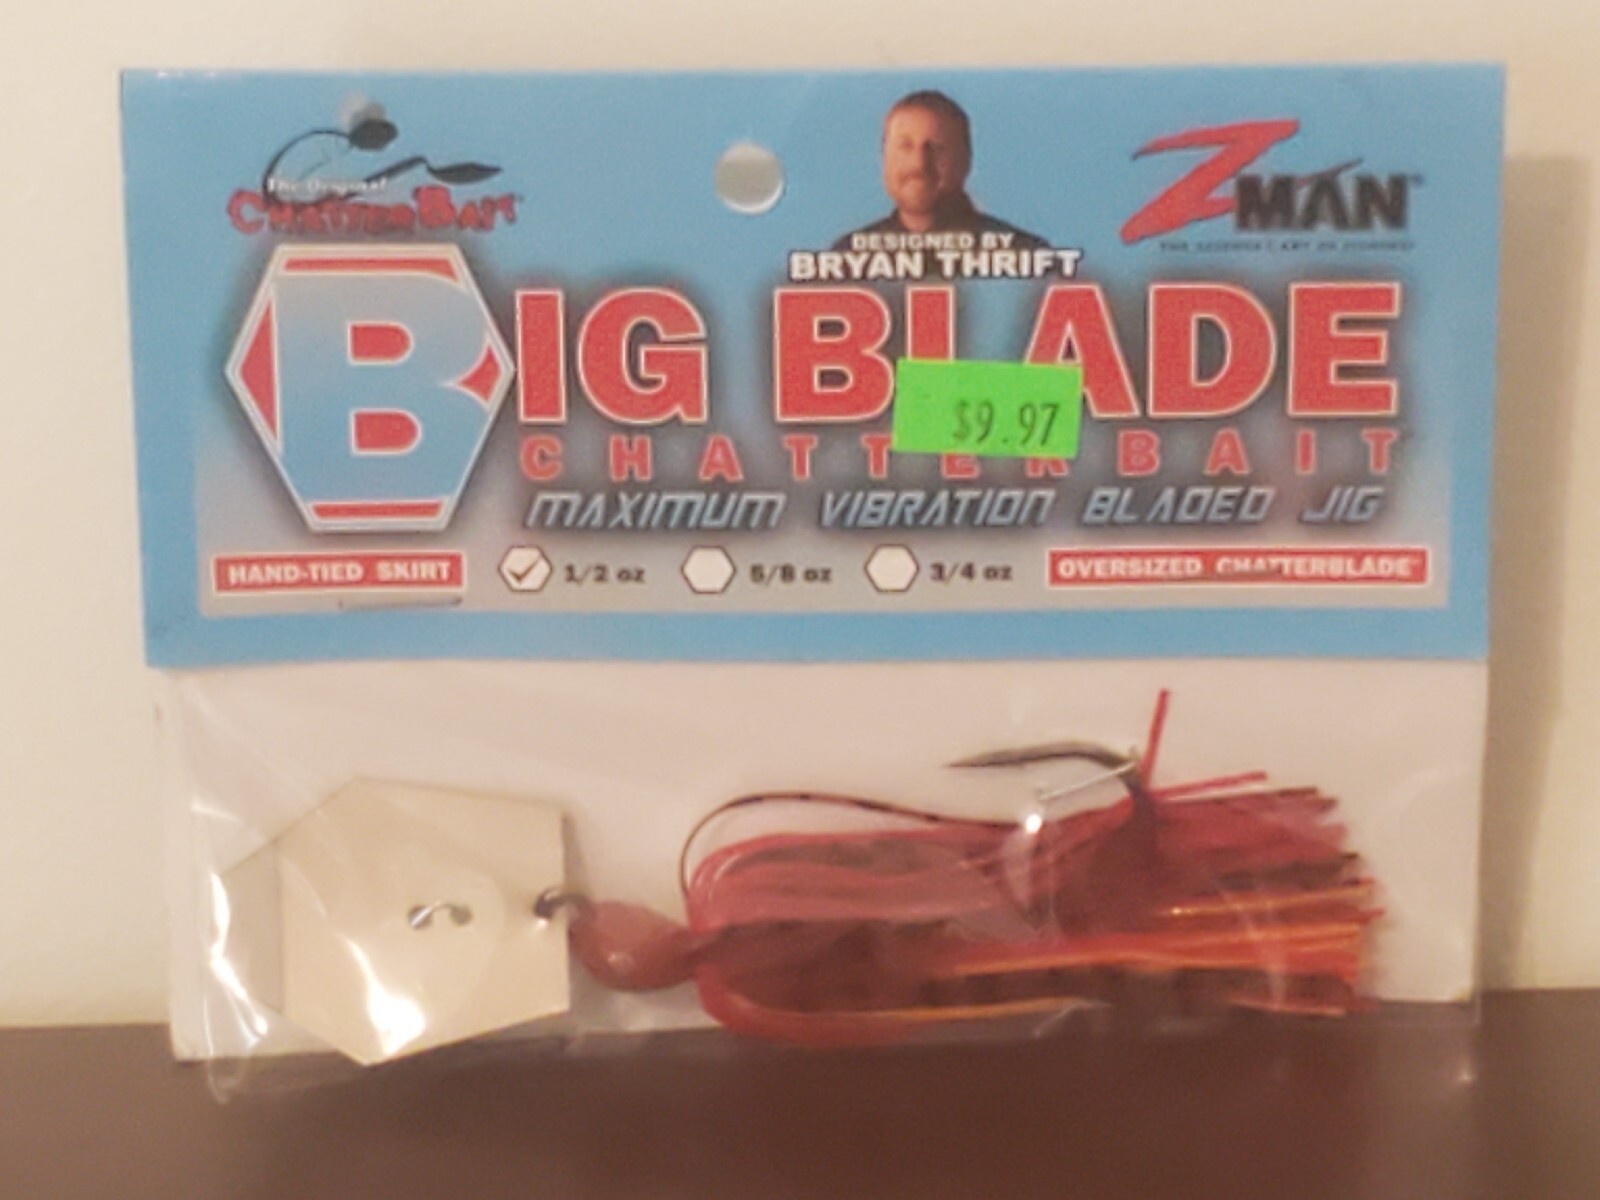 The Original
CHATTERBAIT
ZMAN®
DESIGNED BY
BRYAN THRIFT
BIG BLADE
$9.97
CHATTERBAIT
MAXIMUM VIBRATION BLADED JIG
HAND-TIED SKIRT
1/2 oz
5/8 oz
3/4 oz
OVERSIZED CHATTERBLADE